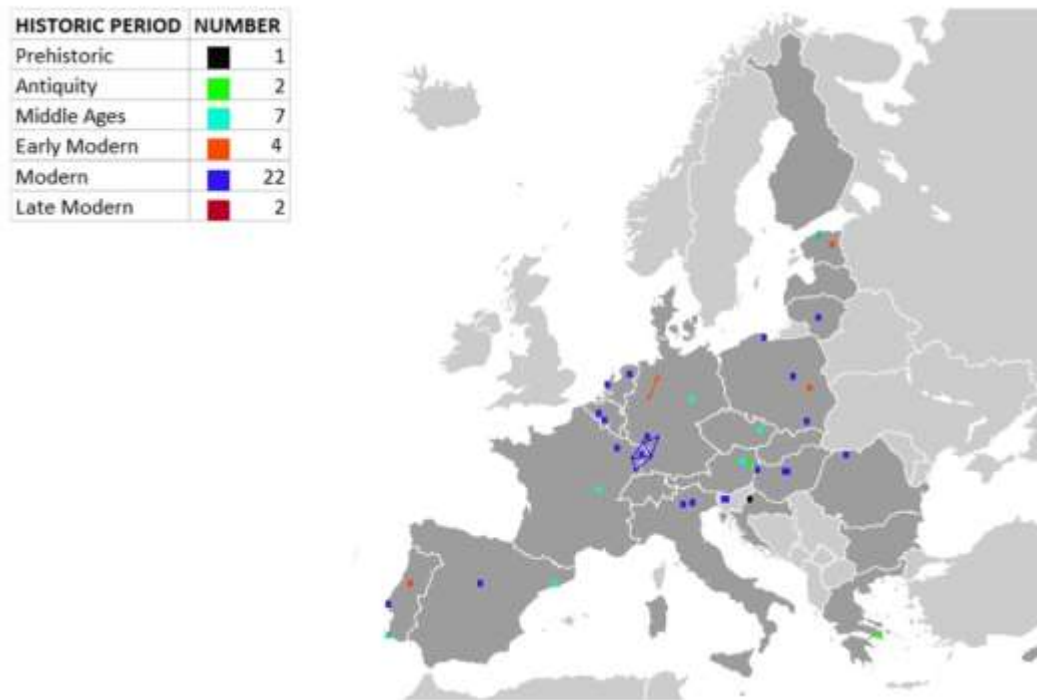 HISTORIC PERIOD NUMBER
Prehistoric 1
Antiquity 2
Middle Ages 7
Early Modern 4
Modern 22
Late Modern 2